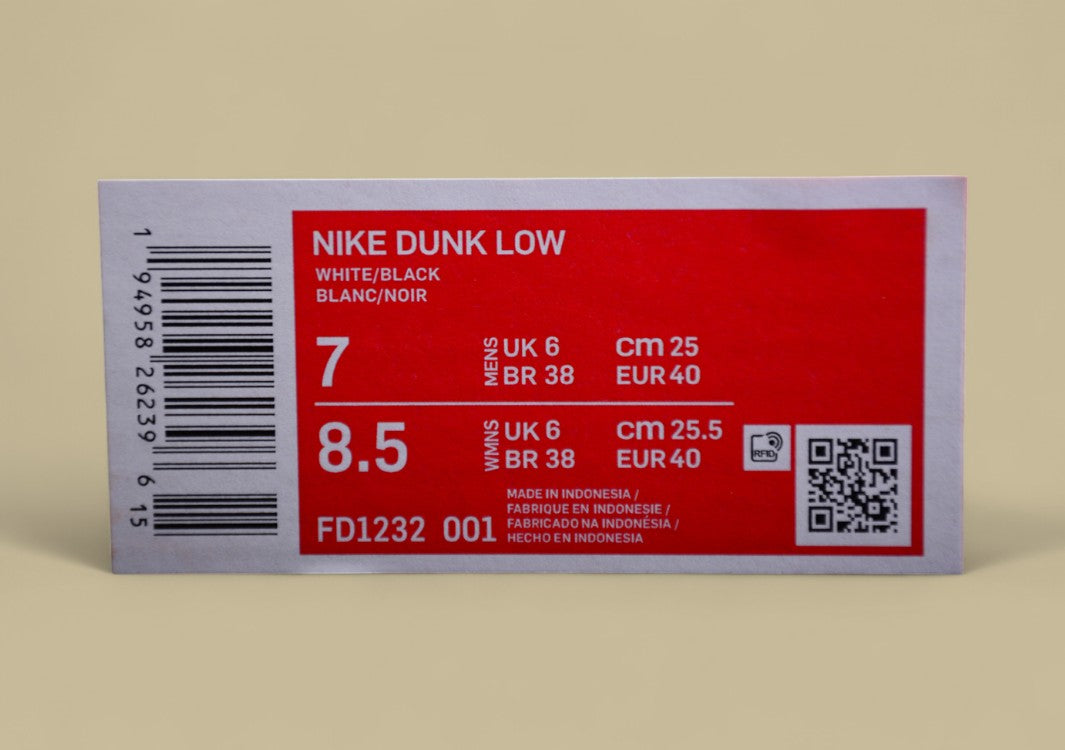 1 94958 26239 6 15
NIKE DUNK LOW
WHITE/BLACK
BLANC/NOIR
7 MENS UK 6 cm 25
BR 38 EUR 40
8.5 WMNS UK 6 cm 25.5
BR 38 EUR 40
RFID
MADE IN INDONESIA /
FABRIQUE EN INDONESIE /
FABRICADO NA INDONÉSIA /
HECHO EN INDONESIA
FD1232 001